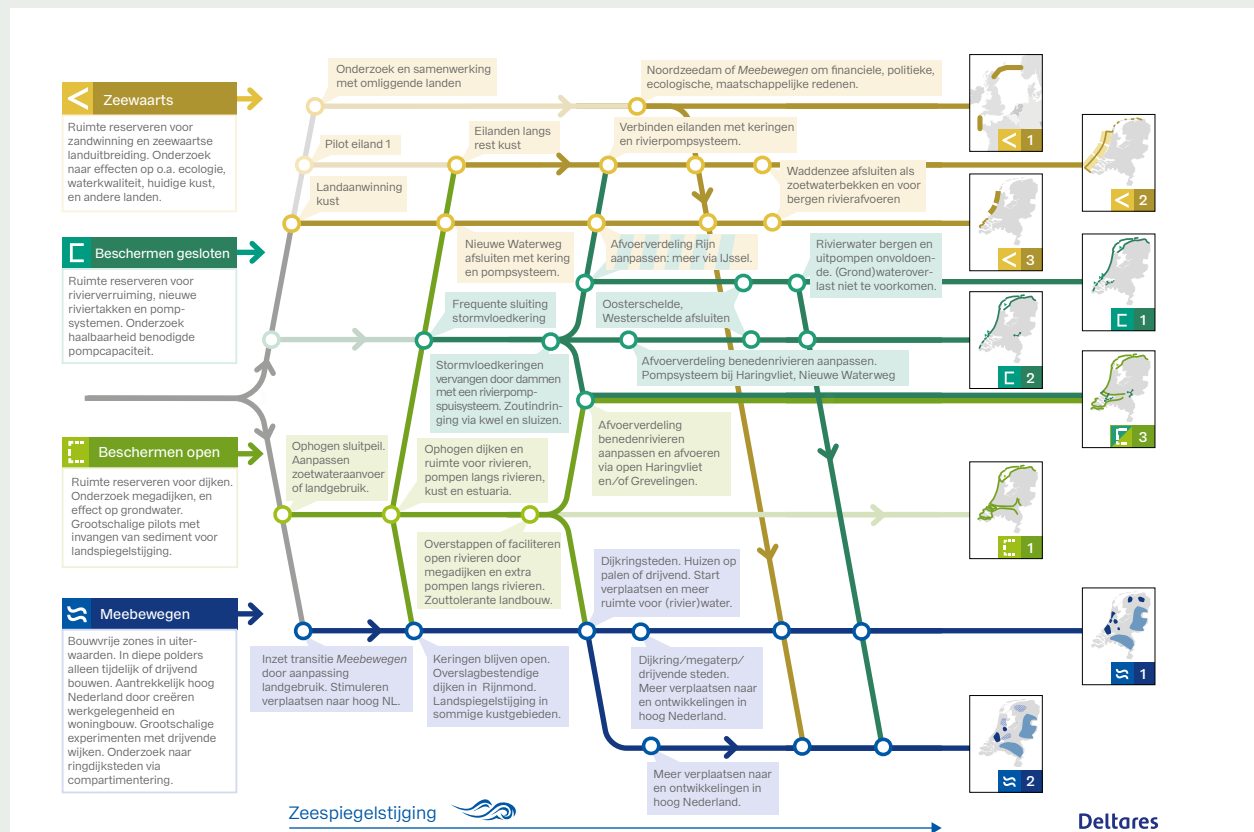 Zeewaarts
Ruimte reserveren voor
zandwinning en zeewaartse
landuitbreiding. Onderzoek
naar effecten op o.a. ecologie,
waterkwaliteit, huidige kust,
en andere landen.
Beschermen gesloten
Ruimte reserveren voor
rivierverruiming, nieuwe
riviertakken en pomp-
systemen. Onderzoek
haalbaarheid benodigde
pompcapaciteit.
Beschermen open
Ruimte reserveren voor dijken.
Onderzoek megadijken, en
effect op grondwater.
Grootschalige pilots met
invangen van sediment voor
landspiegelstijging.
Meebewegen
Bouwvrije zones in uiter-
waarden. In diepe polders
alleen tijdelijk of drijvend
bouwen. Aantrekkelijk hoog
Nederland door creëren
werkgelegenheid en
woningbouw. Grootschalige
experimenten met drijvende
wijken. Onderzoek naar
ringdijksteden via
compartimentering.
Onderzoek en samenwerking
met omliggende landen
Noordzeedam of Meebewegen om financiele, politieke,
ecologische, maatschappelijke redenen.
Pilot eiland 1
Eilanden langs
rest kust
Verbinden eilanden met keringen
en rivierpompsysteem.
Landaanwinning
kust
Waddenzee afsluiten als
zoetwaterbekken en voor
bergen rivierafvoeren
Nieuwe Waterweg
afsluiten met kering
en pompsysteem.
Afvoerverdeling Rijn
aanpassen: meer via IJssel.
Rivierwater bergen en
uitpompen onvoldoen-
de. (Grond)waterover-
last niet te voorkomen.
Frequente sluiting
stormvloedkering
Oosterschelde,
Westerschelde afsluiten
Stormvloedkeringen
vervangen door dammen
met een rivierpomp-
spuisysteem. Zoutindrin-
ging via kwel en sluizen.
Afvoerverdeling benedenrivieren aanpassen.
Pompsysteem bij Haringvliet, Nieuwe Waterweg
Afvoerverdeling
benedenrivieren
aanpassen en afvoeren
via open Haringvliet
en/of Grevelingen.
Ophogen sluitpeil.
Aanpassen
zoetwateraanvoer
of landgebruik.
Ophogen dijken en
ruimte voor rivieren,
pompen langs rivieren,
kust en estuaria.
Overstappen of faciliteren
open rivieren door
megadijken en extra
pompen langs rivieren.
Zouttolerante landbouw.
Dijkringsteden. Huizen op
palen of drijvend. Start
verplaatsen en meer
ruimte voor (rivier)water.
Inzet transitie Meebewegen
door aanpassing
landgebruik. Stimuleren
verplaatsen naar hoog NL.
Keringen blijven open.
Overslagbestendige
dijken in Rijnmond.
Landspiegelstijging in
sommige kustgebieden.
Dijkring/megaterp/
drijvende steden.
Meer verplaatsen naar
en ontwikkelingen in
hoog Nederland.
Meer verplaatsen naar
en ontwikkelingen in
hoog Nederland.
1
2
3
1
2
3
1
1
2
Zeespiegelstijging
Deltares